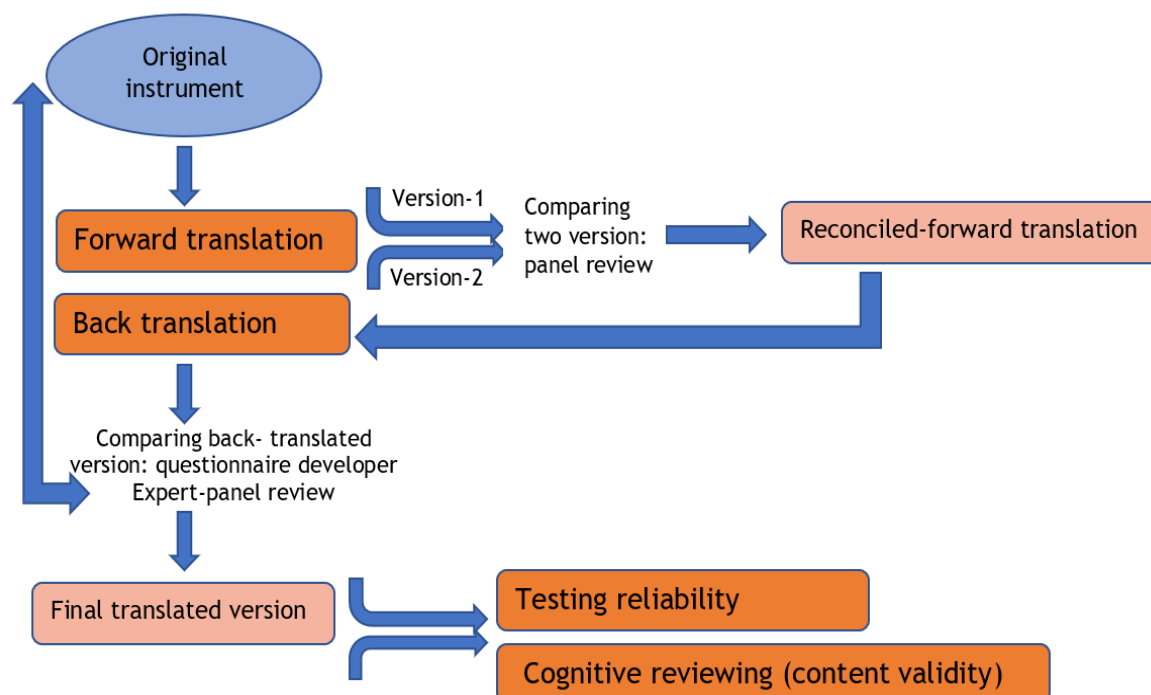 Original
instrument
Version-1
Forward translation
Comparing
two version:
panel review
Reconciled-forward translation
Version-2
Back translation
Comparing back- translated
version: questionnaire developer
Expert-panel review
Final translated version
Testing reliability
Cognitive reviewing (content validity)